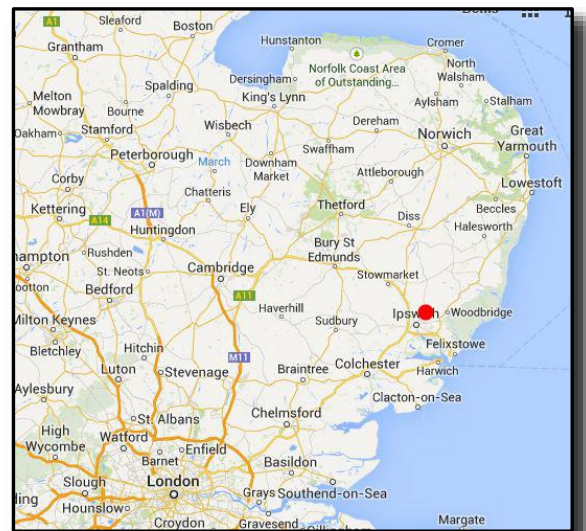 A1
Sleaford
Boston
Grantham
Hunstanton
Cromer
North
Walsham
Norfolk Coast Area
of Outstanding...
Dersingham
Spalding
King's Lynn
Melton
Mowbray
Bourne
Aylsham
Stalham
Oakham
Stamford
Wisbech
Dereham
Swaffham
Norwich
Great
Yarmouth
Peterborough
March
Downham
Market
Attleborough
Lowestoft
Corby
Chatteris
Kettering
A14
A1(M)
Ely
Thetford
Diss
Beccles
Huntingdon
Halesworth
Rushden
Bury St
Edmunds
hampton
St. Neots
Cambridge
Stowmarket
ooton
Bedford
A11
Haverhill
Sudbury
Woodbridge
Milton Keynes
Bletchley
Hitchin
M11
Felixstowe
Luton
Stevenage
Braintree
Colchester
Harwich
Aylesbury
Clacton-on-Sea
St. Albans
Chelmsford
High
Wycombe
Watford
Enfield
Barnet
Basildon
Slough
London
Grays
Southend-on-Sea
ding
Hounslow
Croydon
Gravesend
Margate